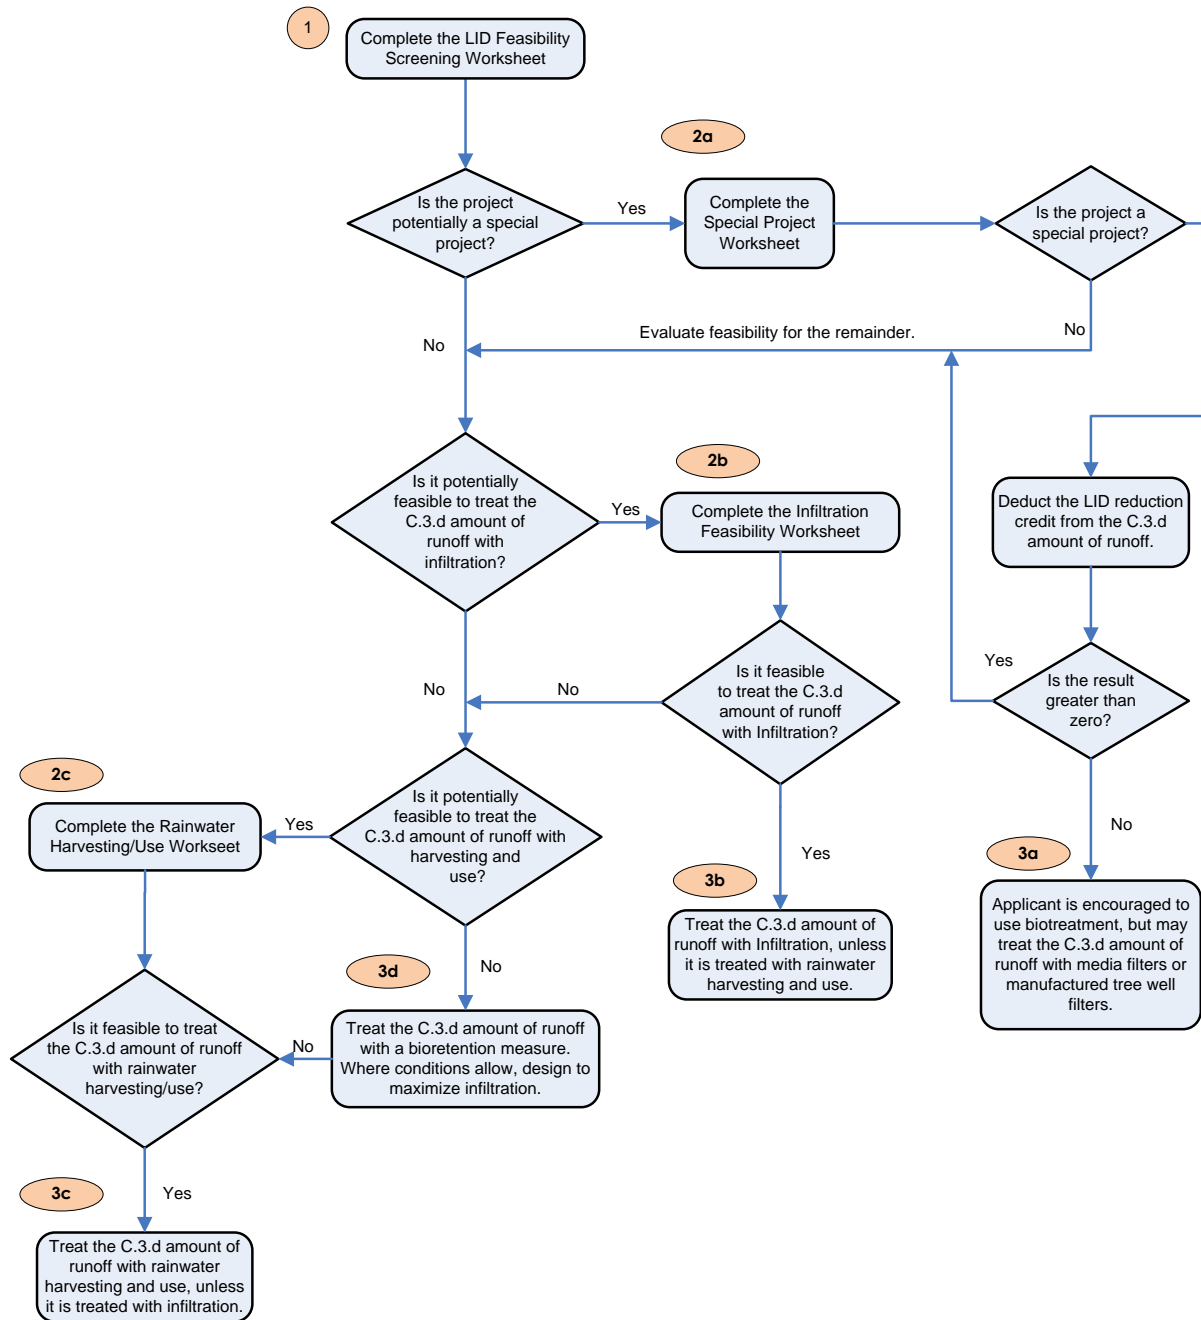 1
Complete the LID Feasibility
Screening Worksheet
2a
Is the project
potentially a special
project?
Yes
Complete the
Special Project
Worksheet
Is the project a
special project?
No
Evaluate feasibility for the remainder.
No
2b
Is it potentially
feasible to treat the
C.3.d amount of
runoff with
infiltration?
Yes
Complete the Infiltration
Feasibility Worksheet
Deduct the LID reduction
credit from the C.3.d
amount of runoff.
No
No
Is it feasible
to treat the C.3.d
amount of runoff
with Infiltration?
Yes
Is the result
greater than
zero?
2c
Complete the Rainwater
Harvesting/Use Workseet
Yes
Is it potentially
feasible to treat the
C.3.d amount of runoff with
harvesting and
use?
Yes
No
3b
Treat the C.3.d amount of
runoff with Infiltration, unless
it is treated with rainwater
harvesting and use.
3a
Applicant is encouraged to
use biotreatment, but may
treat the C.3.d amount of
runoff with media filters or
manufactured tree well
filters.
3d
No
Is it feasible to treat
the C.3.d amount of runoff
with rainwater
harvesting/use?
No
Treat the C.3.d amount of runoff
with a bioretention measure.
Where conditions allow, design to
maximize infiltration.
3c
Yes
Treat the C.3.d amount of
runoff with rainwater
harvesting and use, unless
it is treated with infiltration.